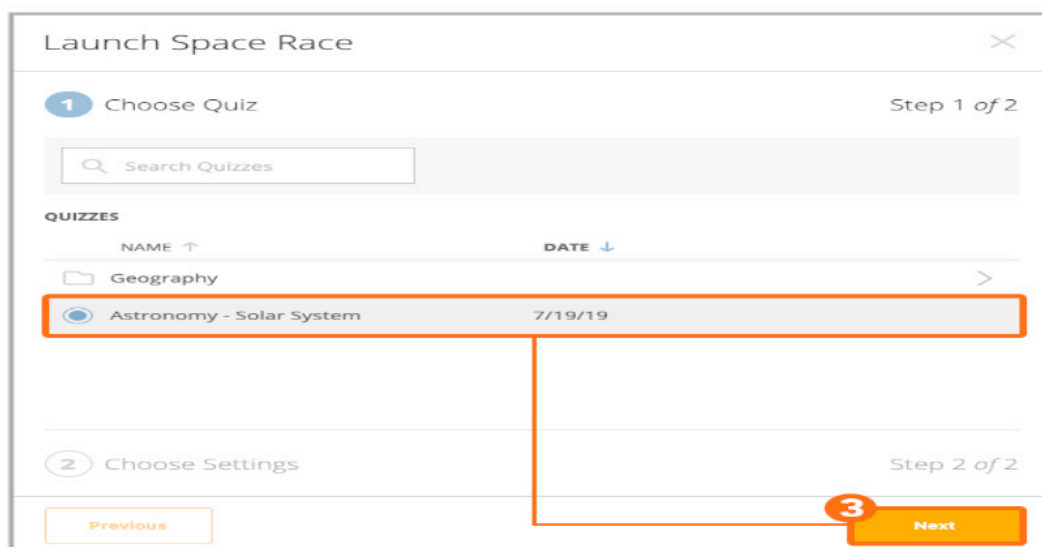 Launch Space Race
1 Choose Quiz Step 1 of 2
Search Quizzes
QUIZZES
NAME ↑ DATE ↓
Geography
Astronomy - Solar System 7/19/19
2 Choose Settings Step 2 of 2
Previous 3 Next